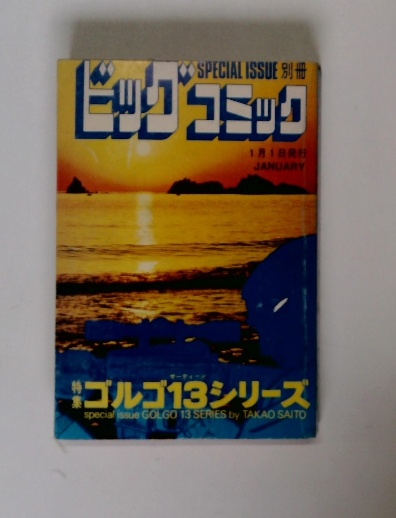 SPECIAL ISSUE 別冊
ビッグコミック
1月1日発行
JANUARY
特集
サーティーン
ゴルゴ13シリーズ
special issue GOLGO 13 SERIES by TAKAO SAITO